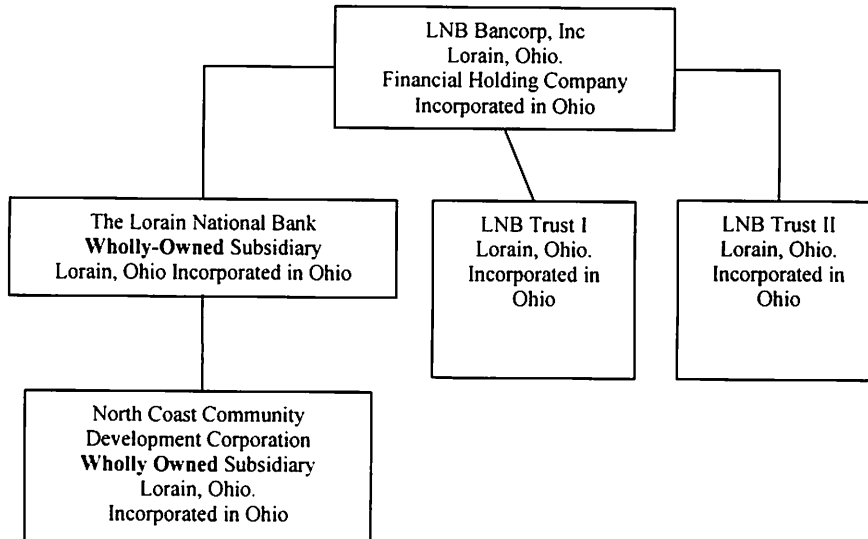 LNB Bancorp, Inc
Lorain, Ohio.
Financial Holding Company
Incorporated in Ohio
The Lorain National Bank
Wholly-Owned Subsidiary
Lorain, Ohio Incorporated in Ohio
LNB Trust I
Lorain, Ohio.
Incorporated in
Ohio
LNB Trust II
Lorain, Ohio.
Incorporated in
Ohio
North Coast Community
Development Corporation
Wholly Owned Subsidiary
Lorain, Ohio.
Incorporated in Ohio